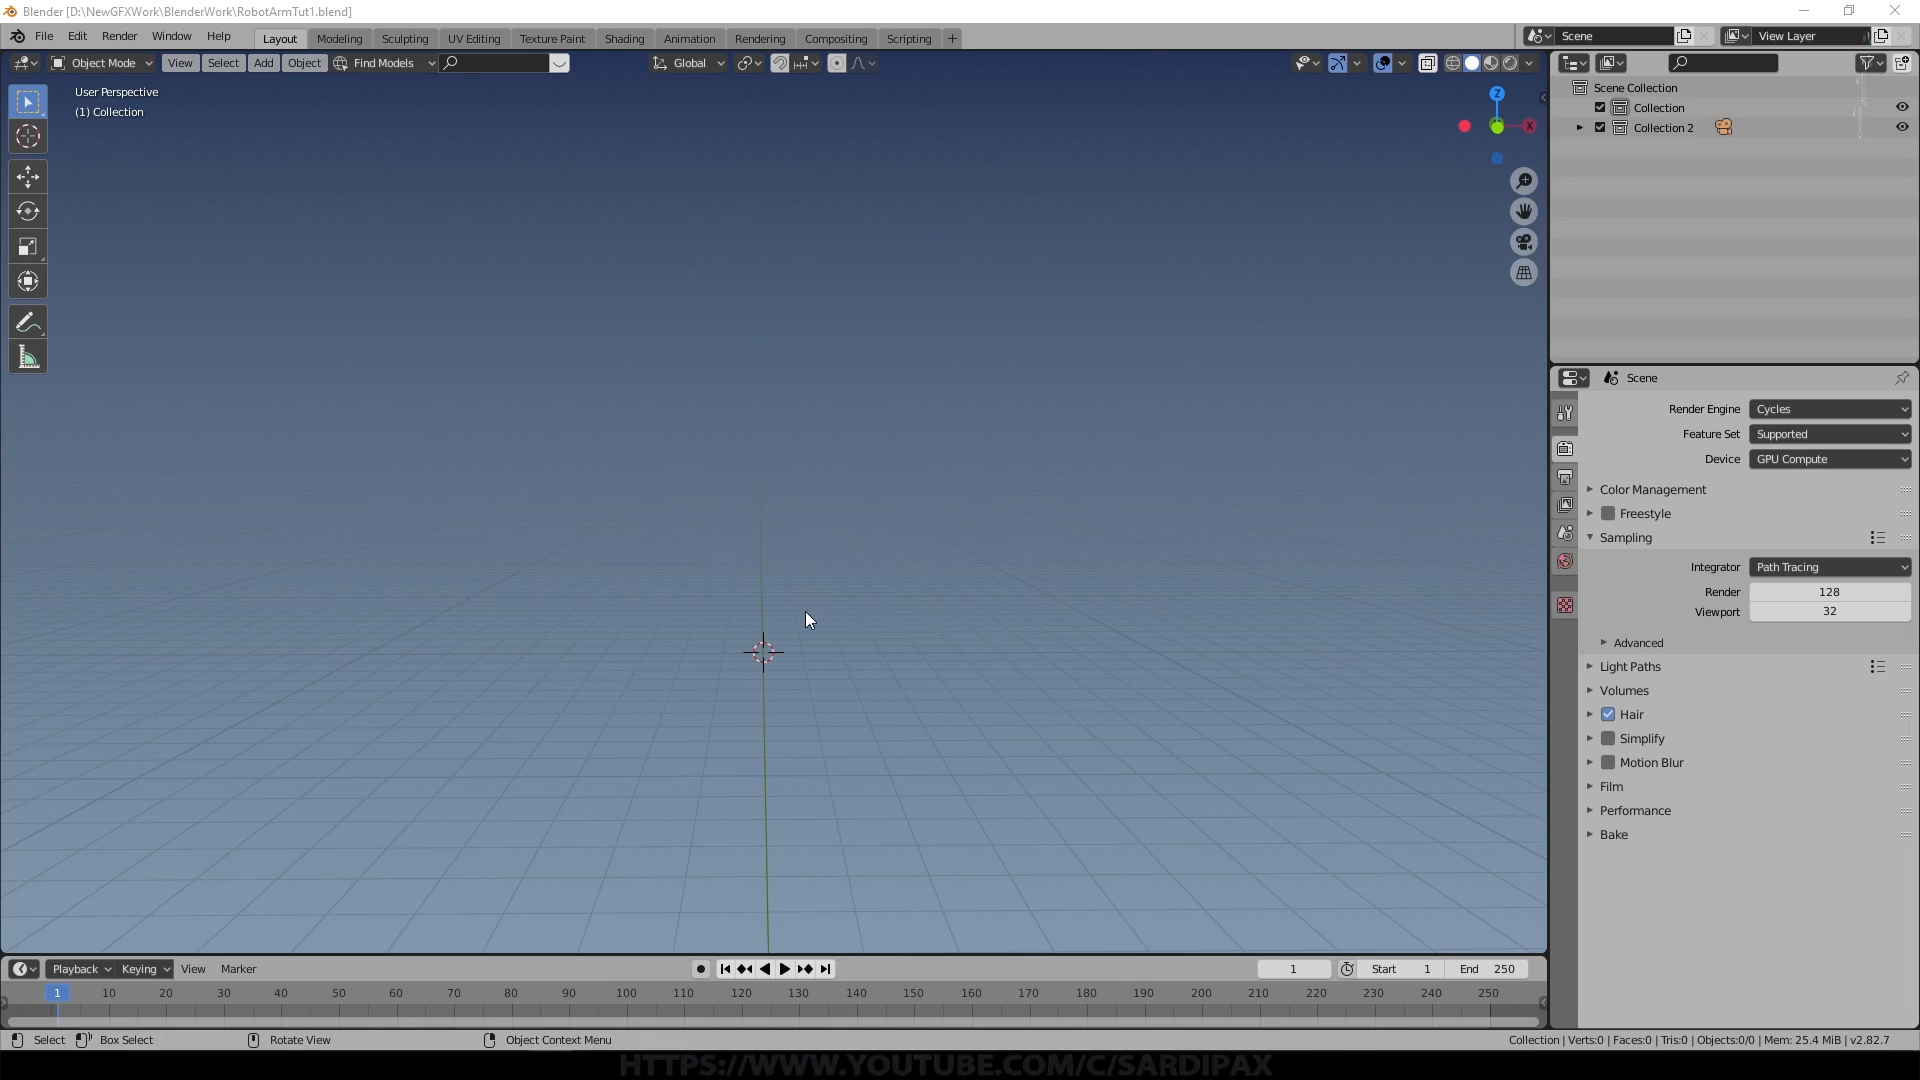 Blender [D:\NewGFXWork\BlenderWork\RobotArmTut1.blend]
File Edit Render Window Help Layout Modeling Sculpting UV Editing Texture Paint Shading Animation Rendering Compositing Scripting + Scene View Layer
Object Mode View Select Add Object Find Models Global
User Perspective
(1) Collection
Z
X
Scene Collection
Collection
Collection 2
Scene
Render Engine Cycles
Feature Set Supported
Device GPU Compute
Color Management
Freestyle
Sampling
Integrator Path Tracing
Render 128
Viewport 32
Advanced
Light Paths
Volumes
Hair
Simplify
Motion Blur
Film
Performance
Bake
Playback Keying View Marker 1 Start 1 End 250
1 10 20 30 40 50 60 70 80 90 100 110 120 130 140 150 160 170 180 190 200 210 220 230 240 250
Select Box Select Rotate View Object Context Menu Collection | Verts:0 | Faces:0 | Tris:0 | Objects:0/0 | Mem: 25.4 MiB | v2.82.7
HTTPS://WWW.YOUTUBE.COM/C/SARDIPAX